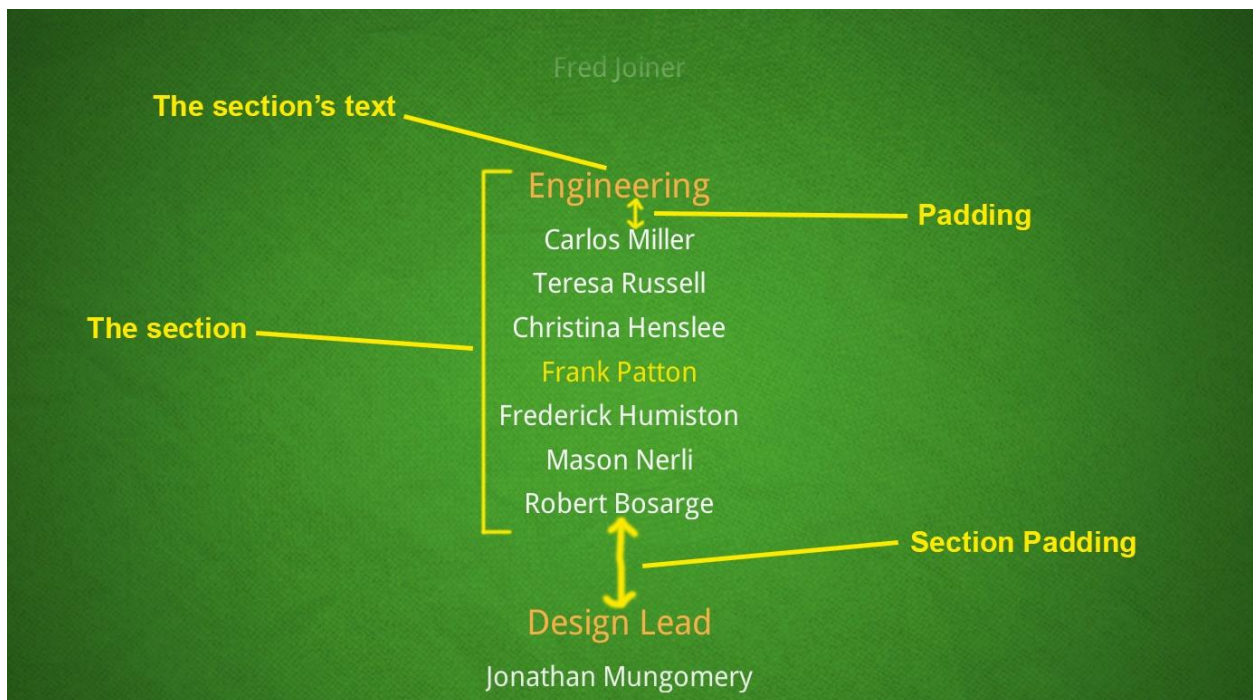 Fred Joiner
The section's text
Engineering
Padding
Carlos Miller
Teresa Russell
The section
Christina Henslee
Frank Patton
Frederick Humiston
Mason Nerli
Robert Bosarge
Section Padding
Design Lead
Jonathan Mungomery